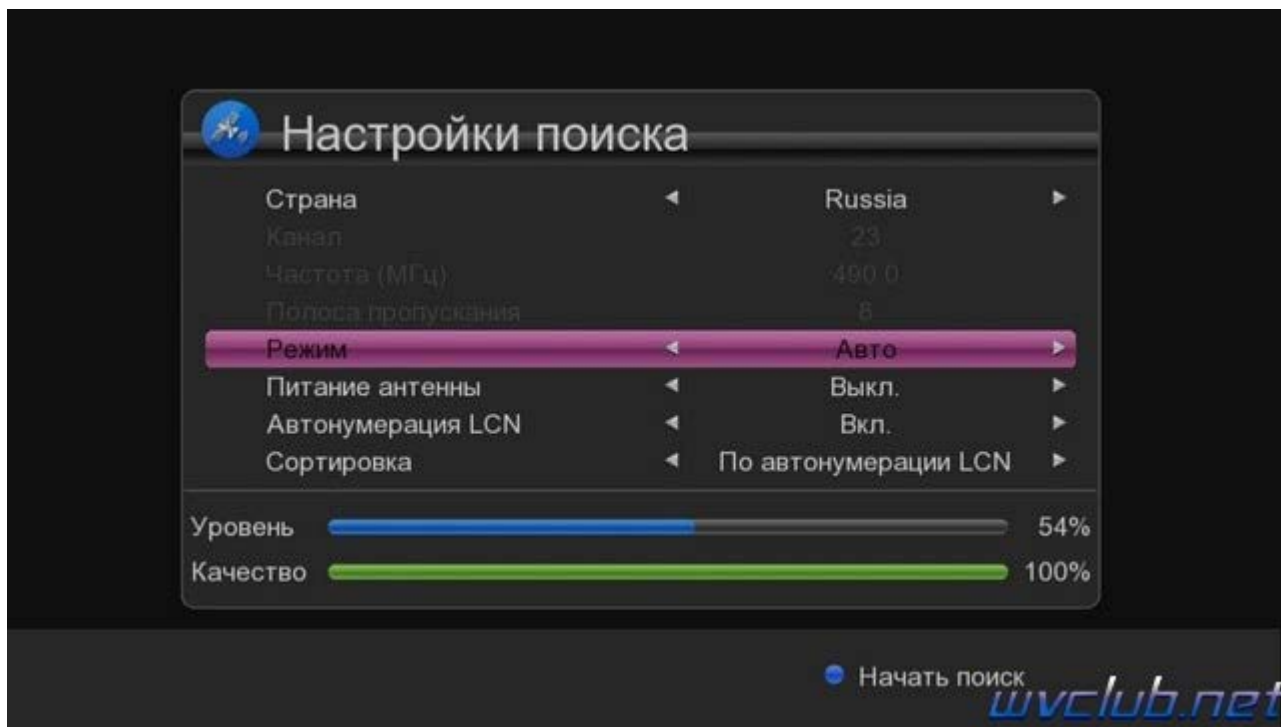 Настройки поиска
Страна Russia
Канал 23
Частота (МГц) 490.0
Полоса пропускания 8
Режим Авто
Питание антенны Выкл.
Автонумерация LCN Вкл.
Сортировка По автонумерации LCN
Уровень 54%
Качество 100%
Начать поиск
wvclub.net